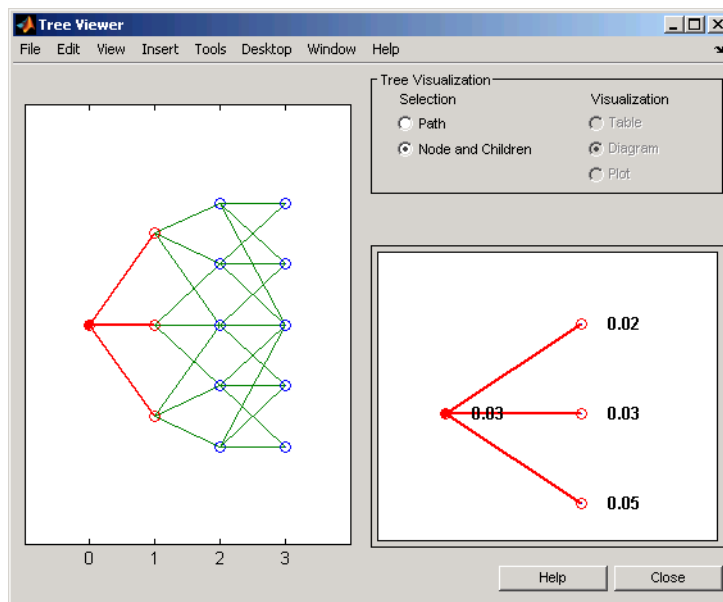 Tree Viewer
File Edit View Insert Tools Desktop Window Help
Tree Visualization
Selection
Path
Node and Children
Visualization
Table
Diagram
Plot
0 1 2 3
0.02
0.03 0.03
0.05
Help Close